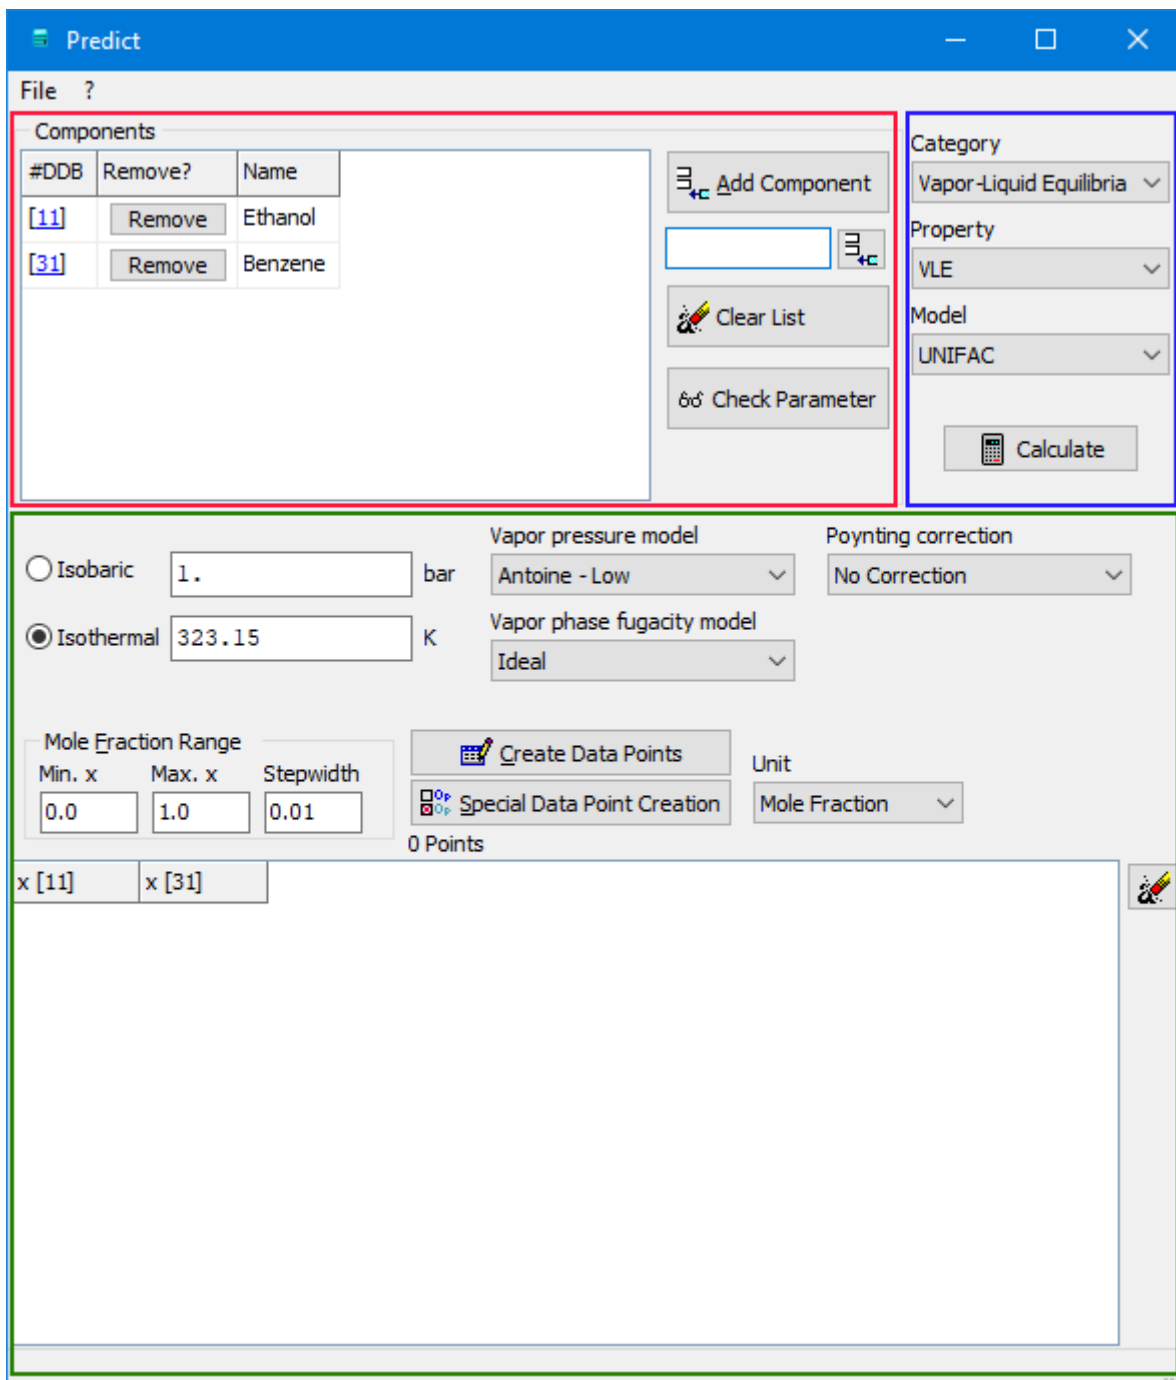 Predict
File ?
Components
#DDB Remove? Name
[11] Remove Ethanol
[31] Remove Benzene
Add Component
Clear List
Check Parameter
Category
Vapor-Liquid Equilibria
Property
VLE
Model
UNIFAC
Calculate
Isobaric 1. bar
Isothermal 323.15 K
Vapor pressure model
Antoine - Low
Vapor phase fugacity model
Ideal
Poynting correction
No Correction
Mole Fraction Range
Min. x Max. x Stepwidth
0.0 1.0 0.01
Create Data Points
Special Data Point Creation
0 Points
Unit
Mole Fraction
x [11] x [31]